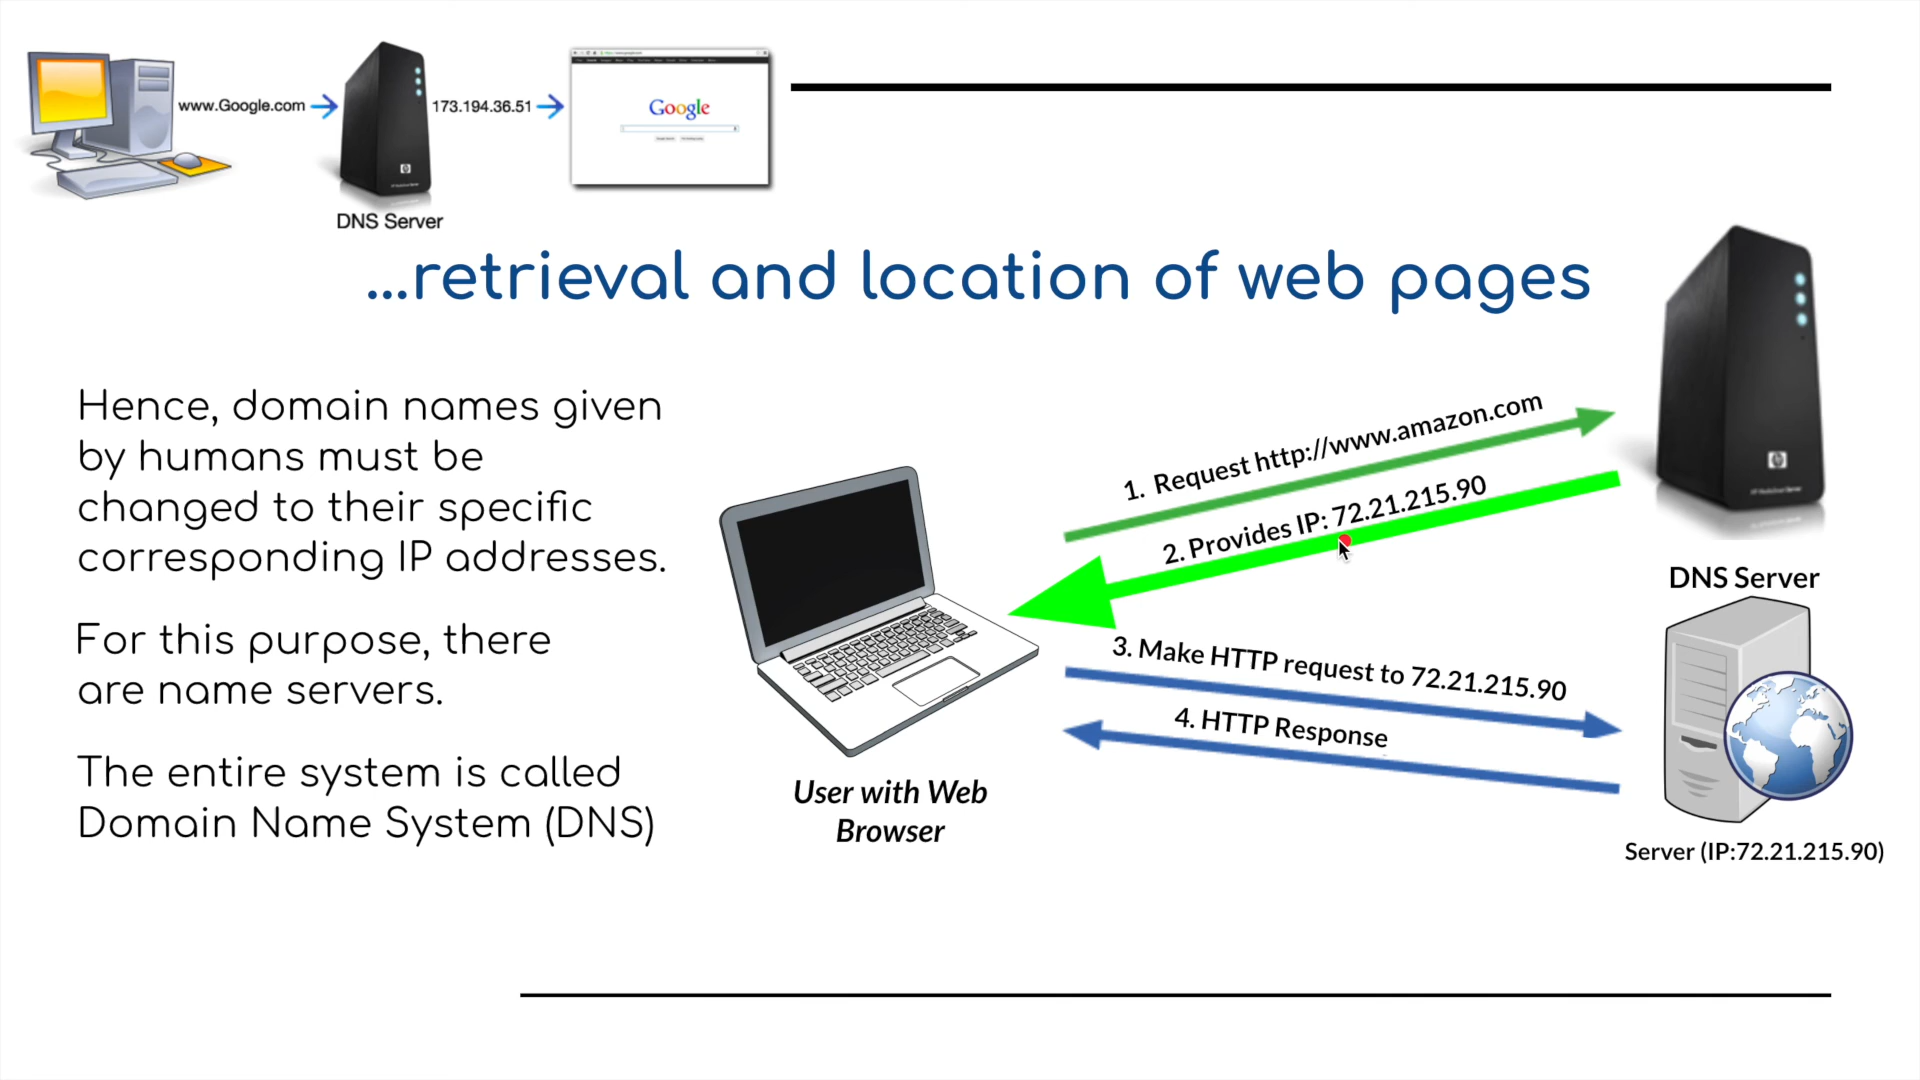 www.Google.com
173.194.36.51
Google
DNS Server
...retrieval and location of web pages
Hence, domain names given
by humans must be
changed to their specific
corresponding IP addresses.
For this purpose, there
are name servers.
The entire system is called
Domain Name System (DNS)
1. Request http://www.amazon.com
2. Provides IP: 72.21.215.90
3. Make HTTP request to 72.21.215.90
4. HTTP Response
User with Web
Browser
DNS Server
Server (IP:72.21.215.90)